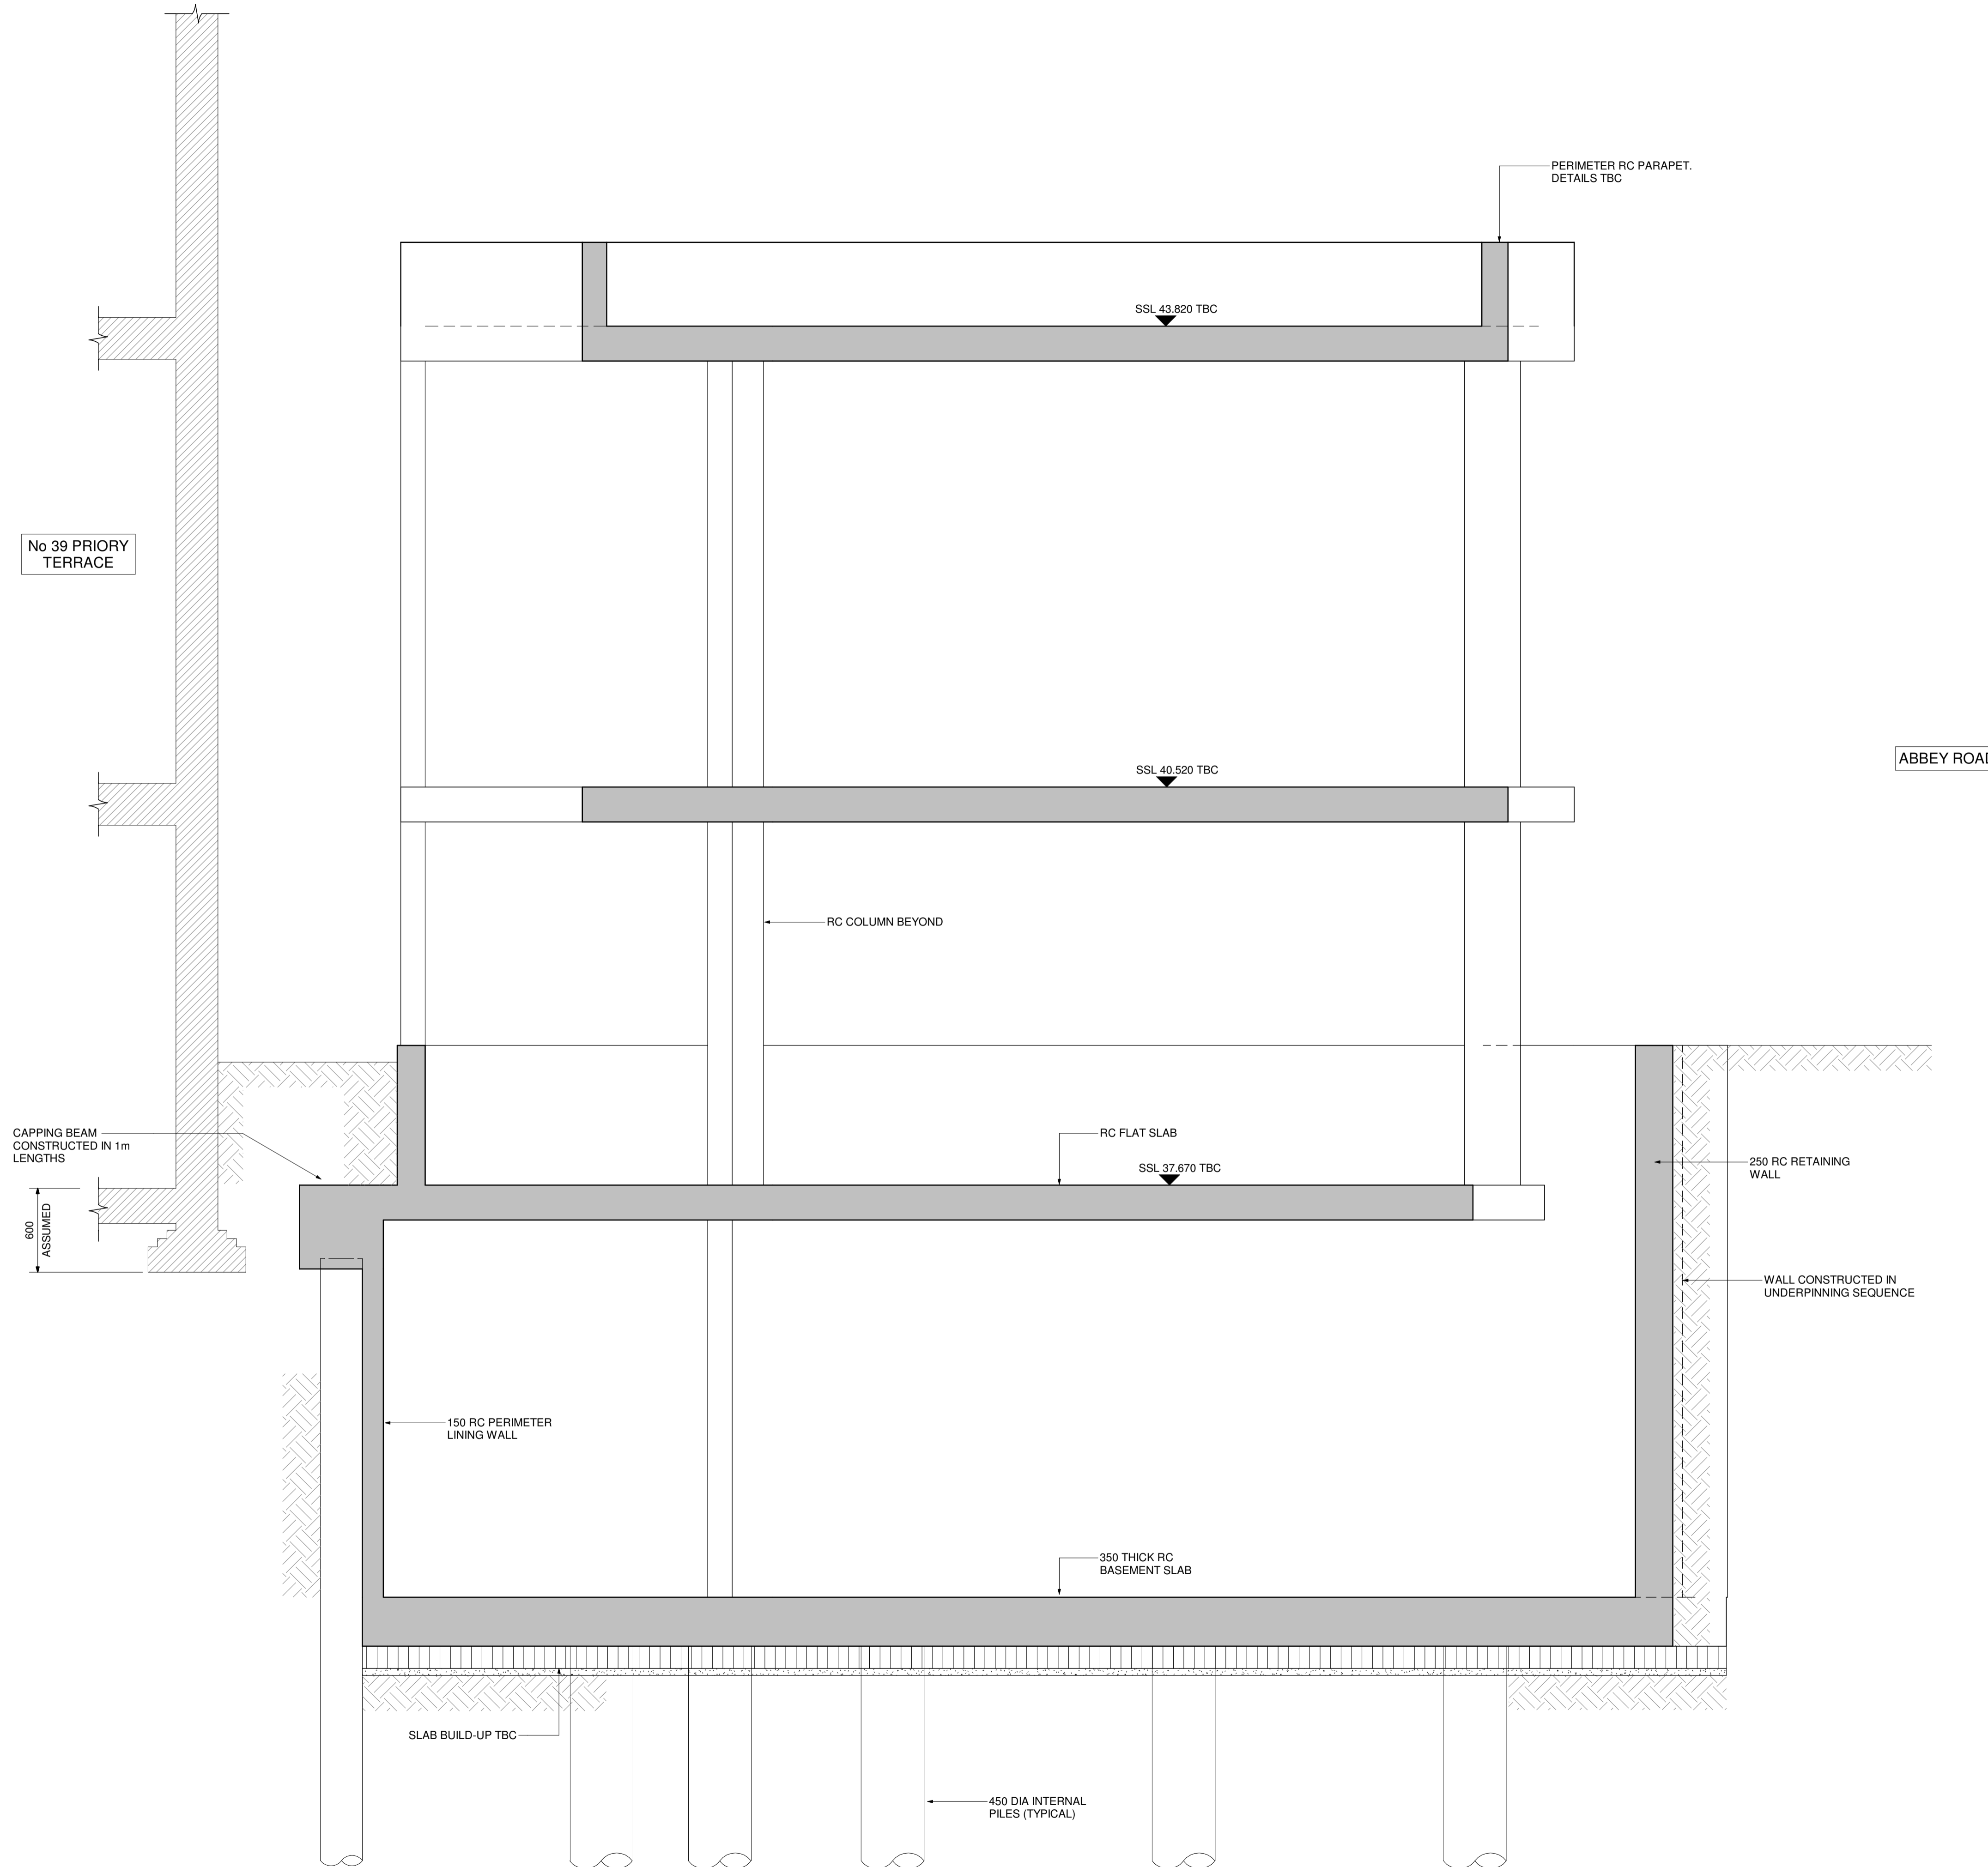 PERIMETER RC PARAPET.
DETAILS TBC
SSL 43.820 TBC
No 39 PRIORY
TERRACE
ABBEY ROAD
SSL 40.520 TBC
RC COLUMN BEYOND
CAPPING BEAM
CONSTRUCTED IN 1m
LENGTHS
RC FLAT SLAB
SSL 37.670 TBC
250 RC RETAINING
WALL
600
ASSUMED
WALL CONSTRUCTED IN
UNDERPINNING SEQUENCE
150 RC PERIMETER
LINING WALL
350 THICK RC
BASEMENT SLAB
SLAB BUILD-UP TBC
450 DIA INTERNAL
PILES (TYPICAL)